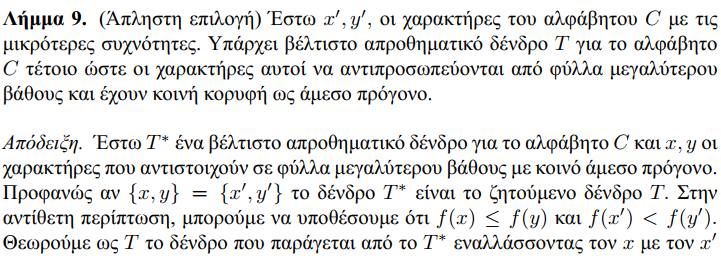 Λήμμα 9. (Άπληστη επιλογή) Έστω x′, y′, οι χαρακτήρες του αλφάβητου C με τις
μικρότερες συχνότητες. Υπάρχει βέλτιστο απροθηματικό δένδρο T για το αλφάβητο
C τέτοιο ώστε οι χαρακτήρες αυτοί να αντιπροσωπεύονται από φύλλα μεγαλύτερου
βάθους και έχουν κοινή κορυφή ως άμεσο πρόγονο.
Απόδειξη. Έστω T* ένα βέλτιστο απροθηματικό δένδρο για το αλφάβητο C και x, y οι
χαρακτήρες που αντιστοιχούν σε φύλλα μεγαλύτερου βάθους με κοινό άμεσο πρόγονο.
Προφανώς αν {x, y} = {x′, y′} το δένδρο T* είναι το ζητούμενο δένδρο T. Στην
αντίθετη περίπτωση, μπορούμε να υποθέσουμε ότι f(x) ≤ f(y) και f(x′) < f(y′).
Θεωρούμε ως T το δένδρο που παράγεται από το T* εναλλάσσοντας τον x με τον x′